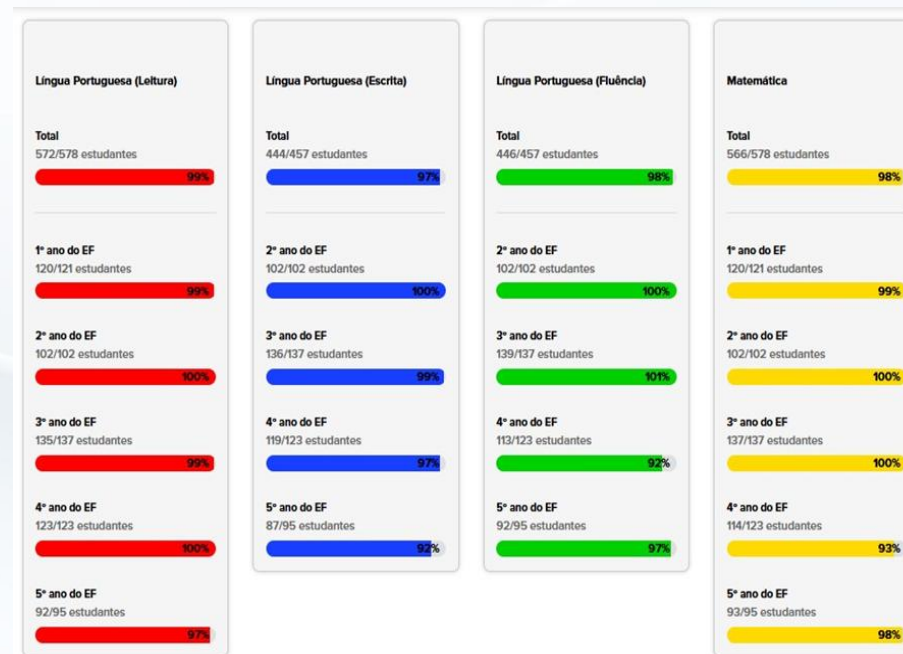 Língua Portuguesa (Leitura)
Total
572/578 estudantes
99%
1º ano do EF
120/121 estudantes
99%
2º ano do EF
102/102 estudantes
100%
3º ano do EF
135/137 estudantes
99%
4º ano do EF
123/123 estudantes
100%
5º ano do EF
92/95 estudantes
97%
Língua Portuguesa (Escrita)
Total
444/457 estudantes
97%
2º ano do EF
102/102 estudantes
100%
3º ano do EF
136/137 estudantes
99%
4º ano do EF
119/123 estudantes
97%
5º ano do EF
87/95 estudantes
92%
Língua Portuguesa (Fluência)
Total
446/457 estudantes
98%
2º ano do EF
102/102 estudantes
100%
3º ano do EF
139/137 estudantes
101%
4º ano do EF
113/123 estudantes
92%
5º ano do EF
92/95 estudantes
97%
Matemática
Total
566/578 estudantes
98%
1º ano do EF
120/121 estudantes
99%
2º ano do EF
102/102 estudantes
100%
3º ano do EF
137/137 estudantes
100%
4º ano do EF
114/123 estudantes
93%
5º ano do EF
93/95 estudantes
98%